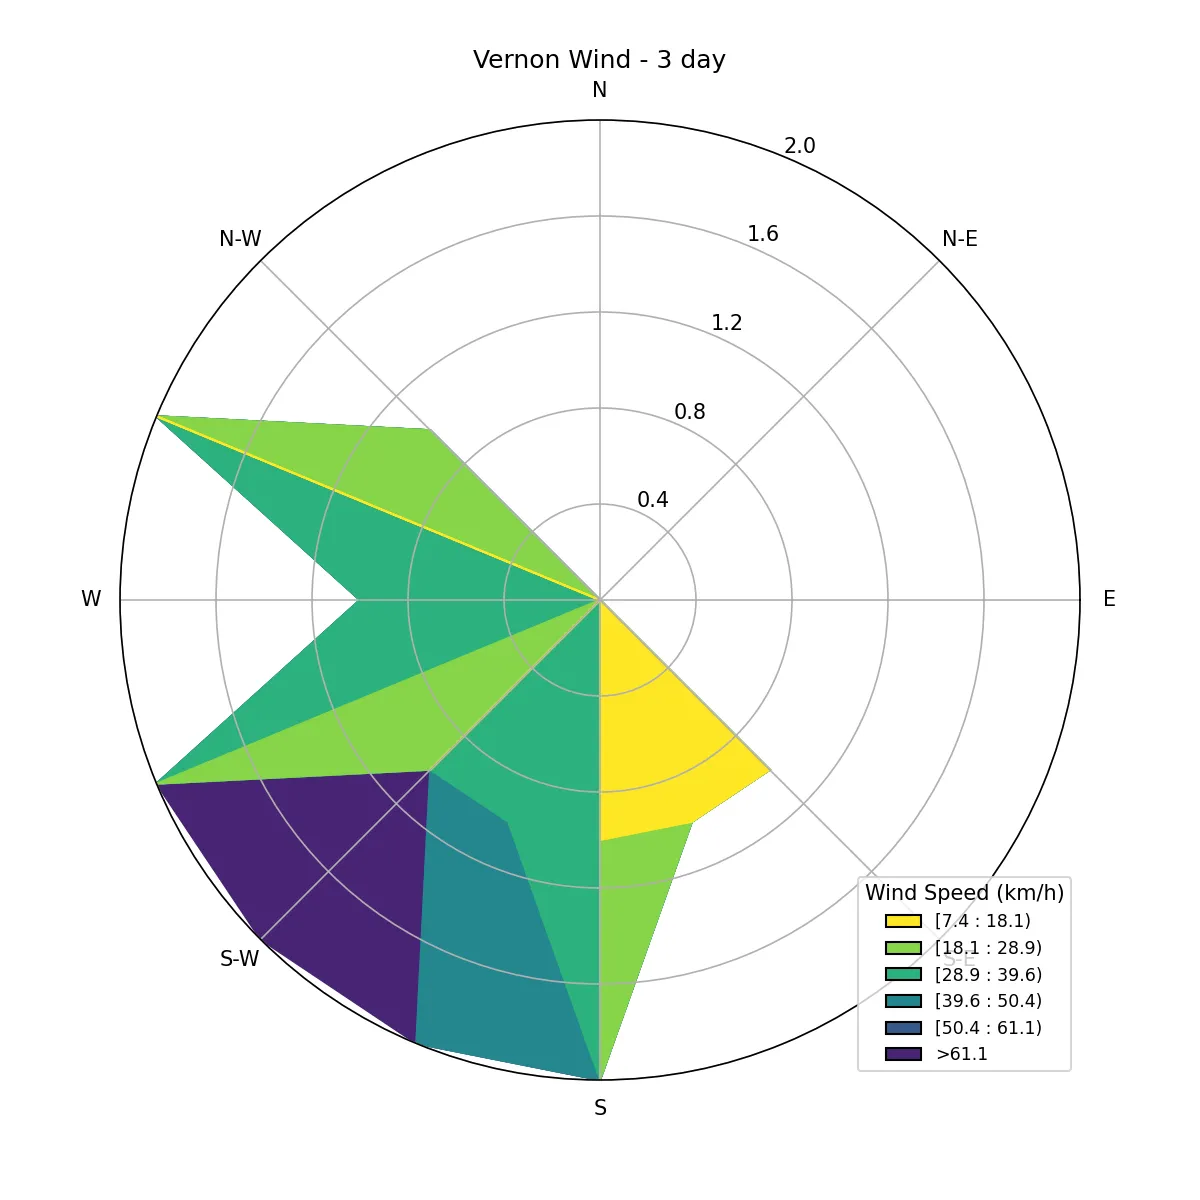 Vernon Wind - 3 day
N
2.0
N-W
1.6
N-E
1.2
0.8
0.4
W
E
Wind Speed (km/h)
[7.4 : 18.1)
[18.1 : 28.9)
S-W
S-E
[28.9 : 39.6)
[39.6 : 50.4)
[50.4 : 61.1)
>61.1
S